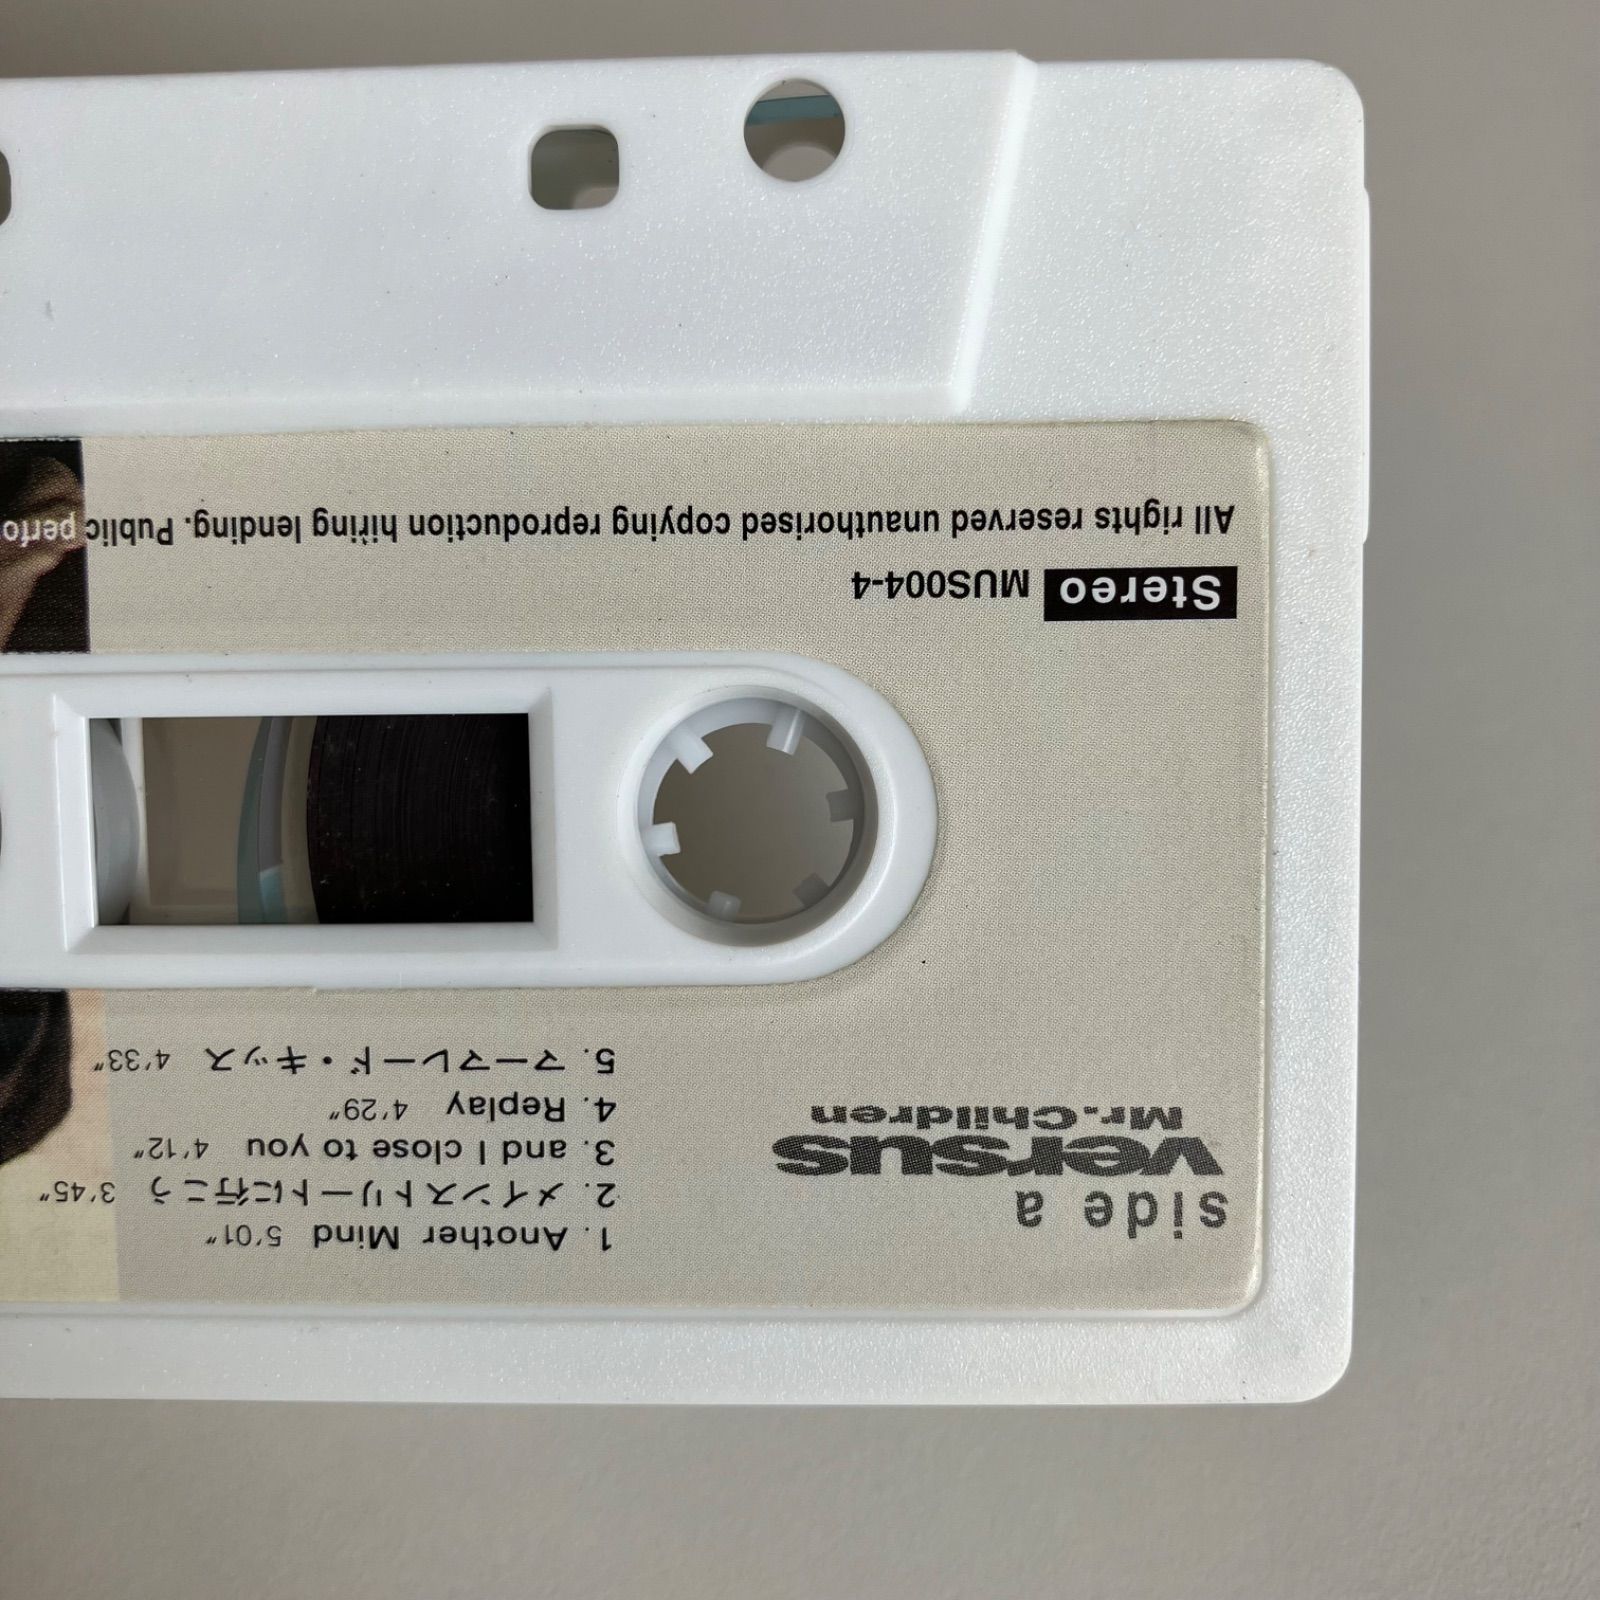 side a
versus
Mr.Children
1. Another Mind 5'01"
2. メインストリートに行こう 3'45"
3. and I close to you 4'12"
4. Replay 4'29"
5. マーマレード・キッス 4'33"
Stereo MUS004-4
All rights reserved unauthorised copying reproduction hiring lending. Public perfo